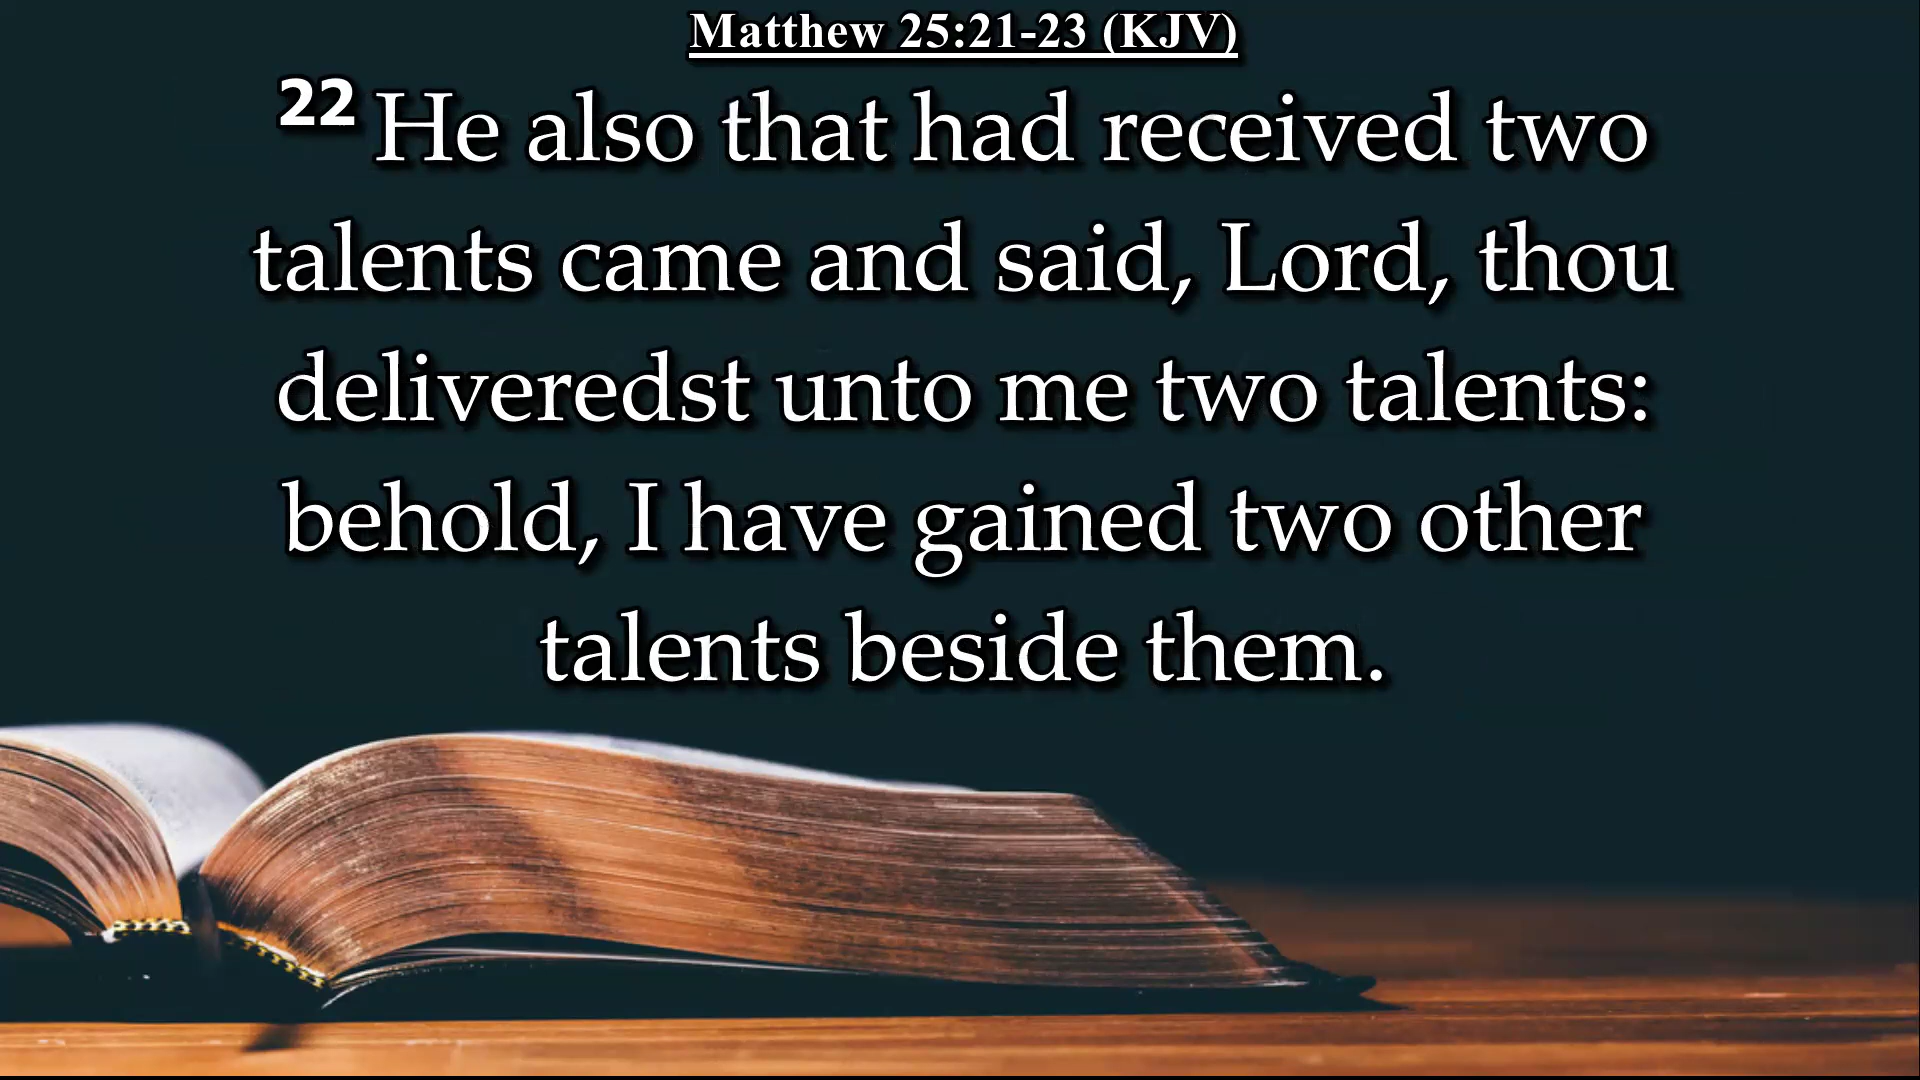 Matthew 25:21-23 (KJV)
22 He also that had received two
talents came and said, Lord, thou
deliveredst unto me two talents:
behold, I have gained two other
talents beside them.